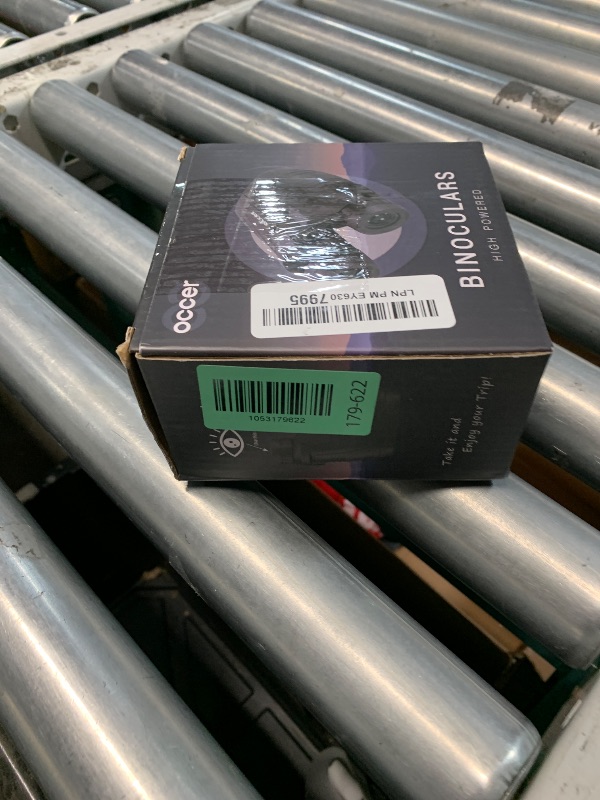 occer
BINOCULARS
HIGH POWERED
LPN PM EY630 7995
1053179622
179-622
Take it and
Enjoy your Trip!